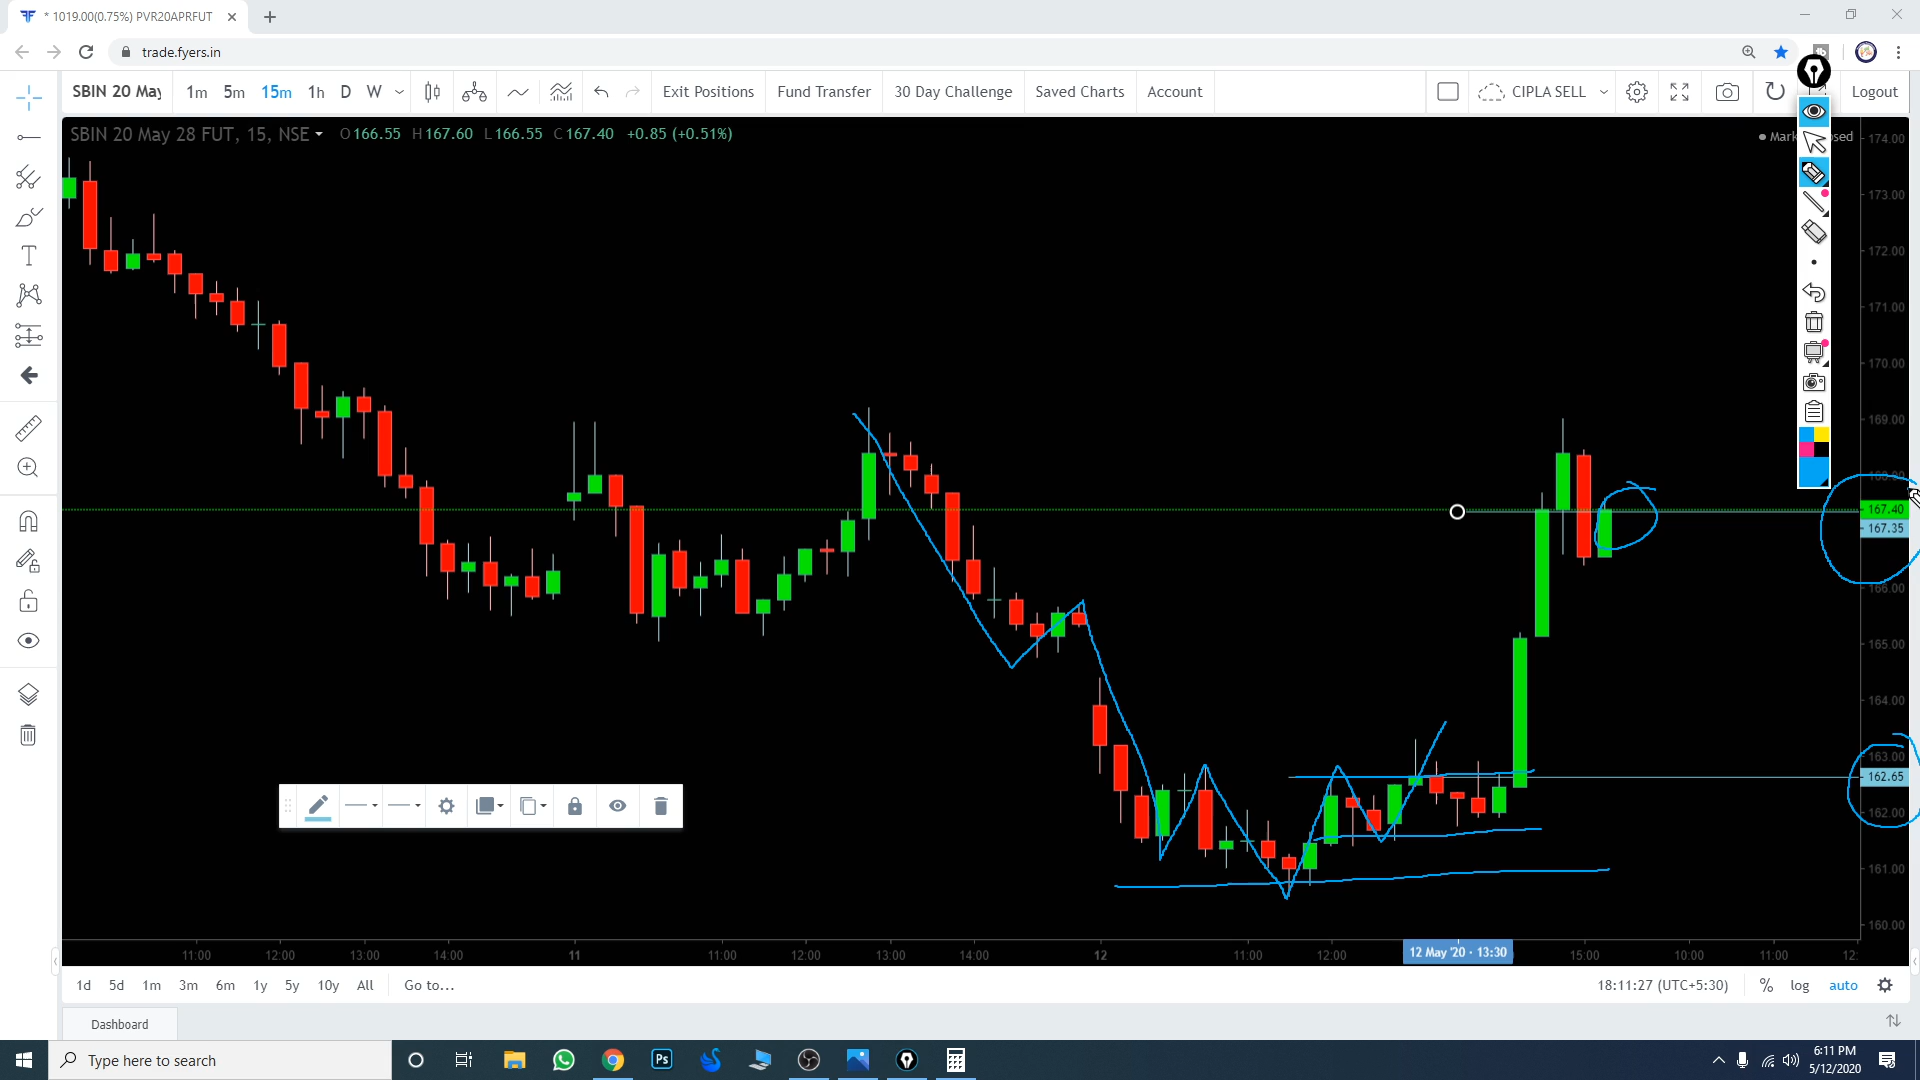 * 1019.00(0.75%) PVR20APRFUT
trade.fyers.in
SBIN 20 May 1m 5m 15m 1h D W Exit Positions Fund Transfer 30 Day Challenge Saved Charts Account CIPLA SELL Logout
SBIN 20 May 28 FUT, 15, NSE O166.55 H167.60 L166.55 C167.40 +0.85 (+0.51%)
174.00
173.00
172.00
171.00
170.00
169.00
168.00
167.40
167.35
166.00
165.00
164.00
163.00
162.65
162.00
161.00
160.00
11:00 12:00 13:00 14:00 11 11:00 12:00 13:00 14:00 12 11:00 12:00 12 May '20 - 13:30 15:00 10:00 11:00 12:
1d 5d 1m 3m 6m 1y 5y 10y All Go to... 18:11:27 (UTC+5:30) % log auto
Dashboard
Type here to search
Ps
6:11 PM
5/12/2020